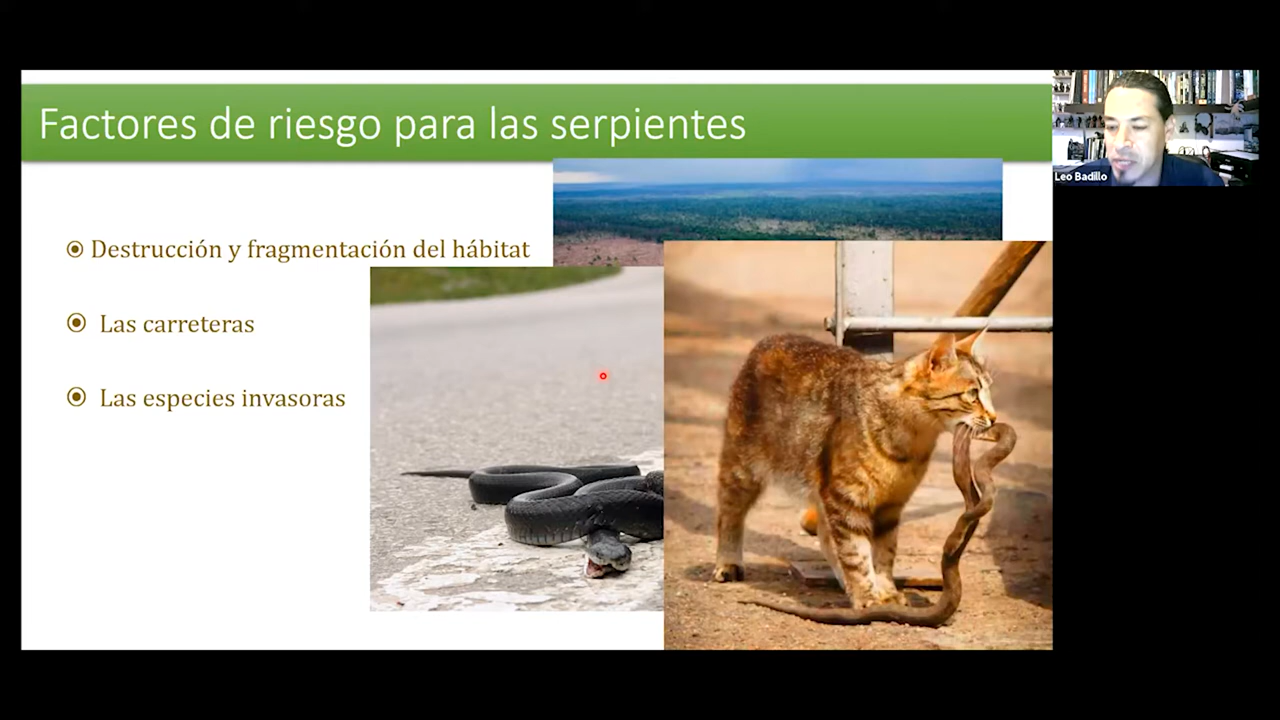 Factores de riesgo para las serpientes
Leo Badillo
Destrucción y fragmentación del hábitat
Las carreteras
Las especies invasoras